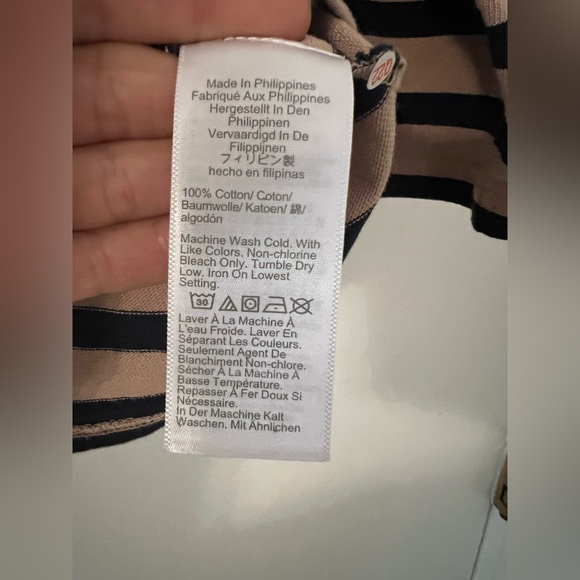 Made In Philippines
Fabriqué Aux Philippines
Hergestellt In Den
Philippinen
Vervaardigd In De
Filippijnen
フィリピン製
hecho en filipinas
100% Cotton/ Coton/
Baumwolle/ Katoen/ 綿/
algodón
Machine Wash Cold. With
Like Colors. Non-chlorine
Bleach Only. Tumble Dry
Low. Iron On Lowest
Setting.
30
Laver À La Machine À
L'eau Froide. Laver En
Séparant Les Couleurs.
Seulement Agent De
Blanchiment Non-chlore.
Sécher À La Machine À
Basse Température.
Repasser À Fer Doux Si
Nécessaire.
In Der Maschine Kalt
Waschen. Mit Ähnlichen